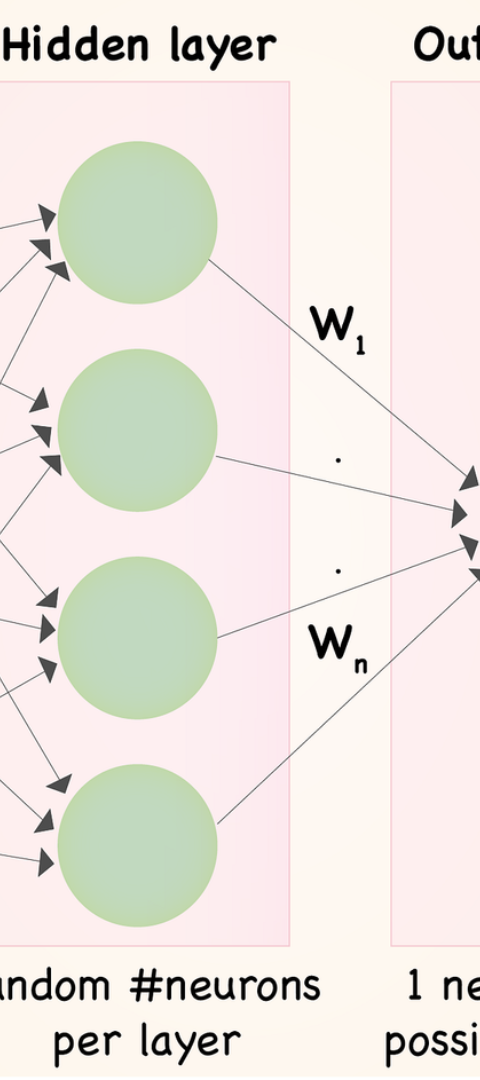 Hidden layer
W1
.
.
Wn
#neurons
per layer
1